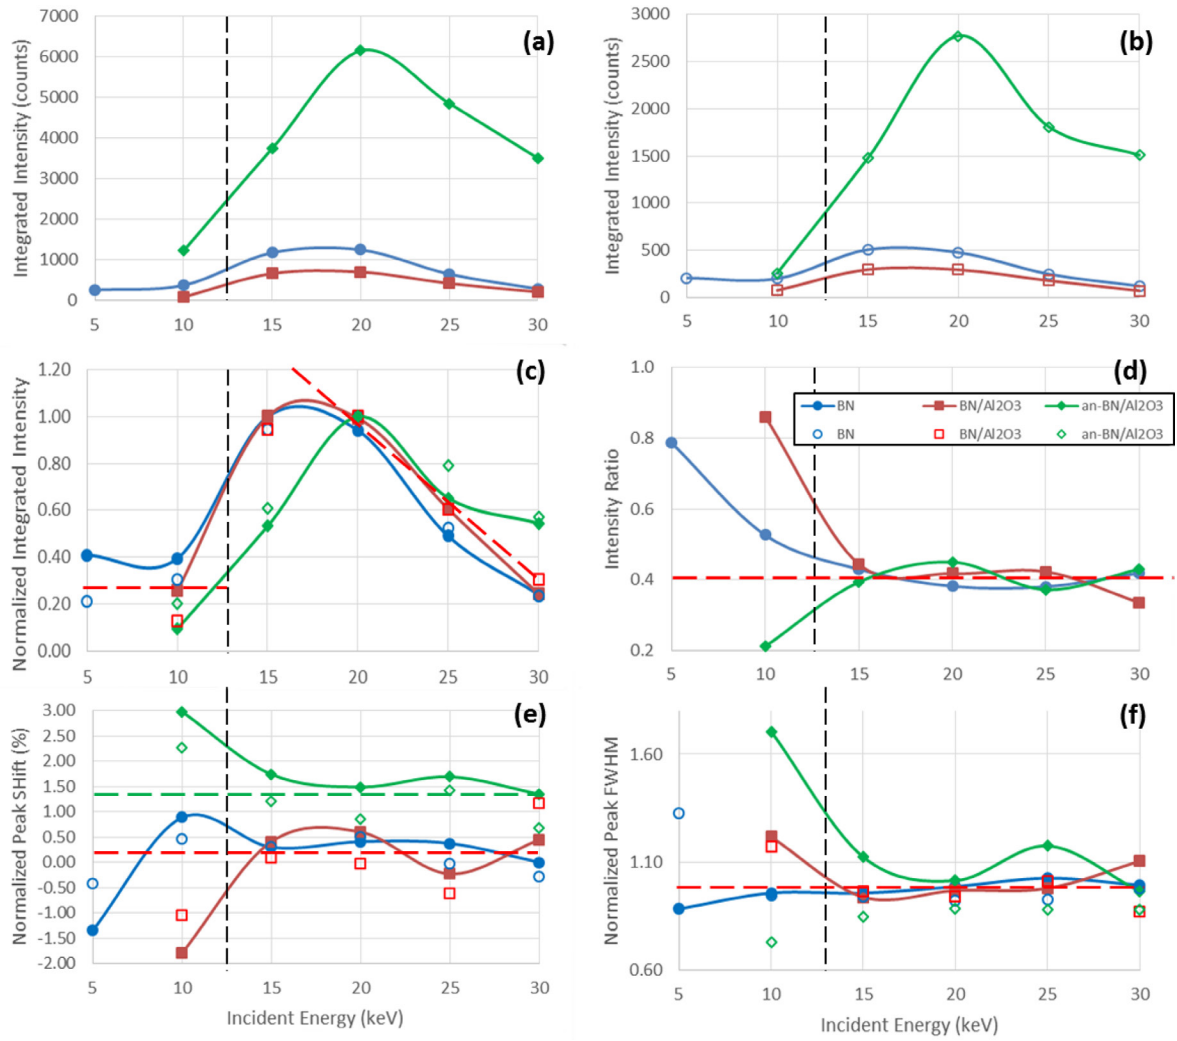 (a)
Integrated Intensity (counts)
7000
6000
5000
4000
3000
2000
1000
0
5 10 15 20 25 30
(b)
Integrated Intensity (counts)
3000
2500
2000
1500
1000
500
0
5 10 15 20 25 30
(c)
Normalized Integrated Intensity
1.20
1.00
0.80
0.60
0.40
0.20
0.00
5 10 15 20 25 30
(d)
Intensity Ratio
1.0
0.8
0.6
0.4
0.2
BN BN/Al2O3 an-BN/Al2O3
BN BN/Al2O3 an-BN/Al2O3
5 10 15 20 25 30
(e)
Normalized Peak SHift (%)
3.00
2.50
2.00
1.50
1.00
0.50
0.00
-0.50
-1.00
-1.50
-2.00
5 10 15 20 25 30
Incident Energy (keV)
(f)
Normalized Peak FWHM
1.60
1.10
0.60
5 10 15 20 25 30
Incident Energy (keV)